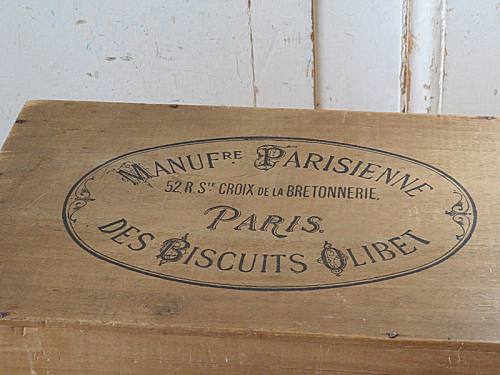 MANUFRE PARISIENNE
52, R. STE CROIX DE LA BRETONNERIE.
PARIS.
DES BISCUITS OLIBET